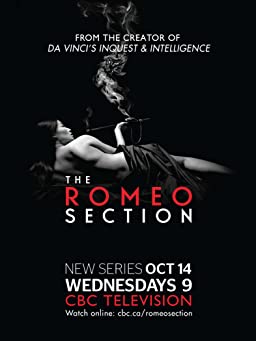 FROM THE CREATOR OF
DA VINCI'S INQUEST & INTELLIGENCE
THE
ROMEO
SECTION
NEW SERIES OCT 14
WEDNESDAYS 9
CBC TELEVISION
Watch online: cbc.ca/romeosection